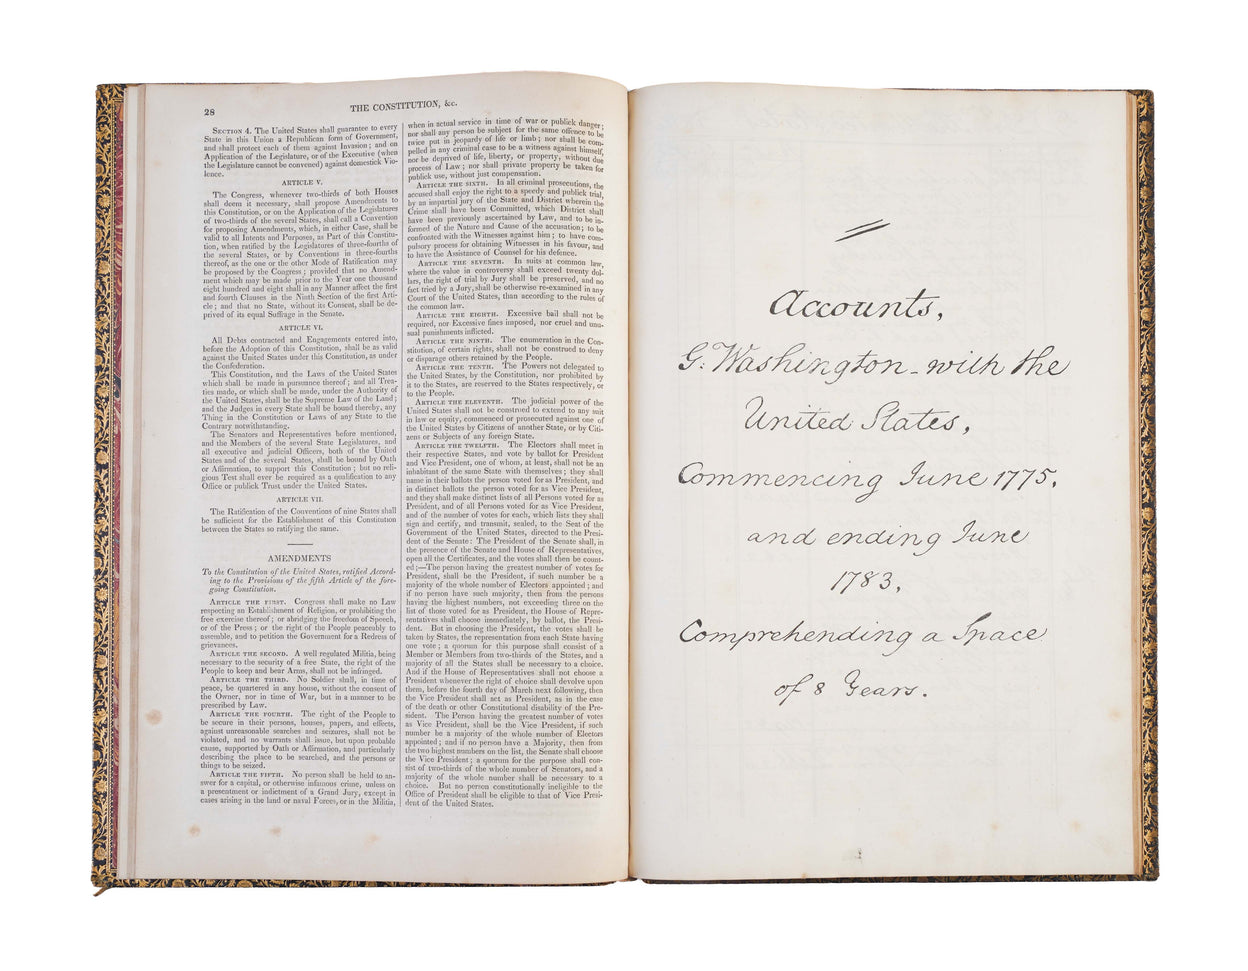 28
THE CONSTITUTION, &c.
SECTION 4. The United States shall guarantee to every
State in this Union a Republican form of Government,
and shall protect each of them against Invasion; and on
Application of the Legislature, or of the Executive (when
the Legislature cannot be convened) against domestick Vio-
lence.
ARTICLE V.
The Congress, whenever two-thirds of both Houses
shall deem it necessary, shall propose Amendments to
this Constitution, or on the Application of the Legislatures
of two-thirds of the several States, shall call a Convention
for proposing Amendments, which, in either Case, shall be
valid to all Intents and Purposes, as Part of this Constitu-
tion, when ratified by the Legislatures of three-fourths of
the several States, or by Conventions in three-fourths
thereof, as the one or the other Mode of Ratification may
be proposed by the Congress; provided that no Amend-
ment which may be made prior to the Year one thousand
eight hundred and eight shall in any Manner affect the first
and fourth Clauses in the Ninth Section of the first Arti-
cle; and that no State, without its Consent, shall be de-
prived of its equal Suffrage in the Senate.
ARTICLE VI.
All Debts contracted and Engagements entered into,
before the Adoption of this Constitution, shall be as valid
against the United States under this Constitution, as under
the Confederation.
This Constitution, and the Laws of the United States
which shall be made in pursuance thereof; and all Trea-
ties made, or which shall be made, under the Authority of
the United States, shall be the Supreme Law of the Land;
and the Judges in every State shall be bound thereby, any
Thing in the Constitution or Laws of any State to the
Contrary notwithstanding.
The Senators and Representatives before mentioned,
and the Members of the several State Legislatures, and
all executive and judicial Officers, both of the United
States and of the several States, shall be bound by Oath
or Affirmation, to support this Constitution; but no reli-
gious Test shall ever be required as a qualification to any
Office or publick Trust under the United States.
ARTICLE VII.
The Ratification of the Conventions of nine States shall
be sufficient for the Establishment of this Constitution
between the States so ratifying the same.
AMENDMENTS
To the Constitution of the United States, ratified Accord-
ing to the Provisions of the fifth Article of the fore-
going Constitution.
ARTICLE THE FIRST. Congress shall make no Law
respecting an Establishment of Religion, or prohibiting the
free exercise thereof; or abridging the freedom of Speech,
or of the Press; or the right of the People peaceably to
assemble, and to petition the Government for a Redress of
grievances.
ARTICLE THE SECOND. A well regulated Militia, being
necessary to the security of a free State, the right of the
People to keep and bear Arms, shall not be infringed.
ARTICLE THE THIRD. No Soldier shall, in time of
peace, be quartered in any house, without the consent of
the Owner, nor in time of War, but in a manner to be
prescribed by Law.
ARTICLE THE FOURTH. The right of the People to
be secure in their persons, houses, papers, and effects,
against unreasonable searches and seizures, shall not be
violated, and no warrants shall issue, but upon probable
cause, supported by Oath or Affirmation, and particularly
describing the place to be searched, and the persons or
things to be seized.
ARTICLE THE FIFTH. No person shall be held to an-
swer for a capital, or otherwise infamous crime, unless on
a presentment or indictment of a Grand Jury, except in
cases arising in the land or naval Forces, or in the Militia,
when in actual service in time of war or publick danger;
nor shall any person be subject for the same offence to be
twice put in jeopardy of life or limb; nor shall be com-
pelled in any criminal case to be a witness against himself,
nor be deprived of life, liberty, or property, without due
process of Law; nor shall private property be taken for
publick use, without just compensation.
ARTICLE THE SIXTH. In all criminal prosecutions, the
accused shall enjoy the right to a speedy and publick trial,
by an impartial jury of the State and District wherein the
Crime shall have been Committed, which District shall
have been previously ascertained by Law, and to be in-
formed of the Nature and Cause of the accusation; to be
confronted with the Witnesses against him; to have com-
pulsory process for obtaining Witnesses in his favour, and
to have the Assistance of Counsel for his defence.
ARTICLE THE SEVENTH. In suits at common law,
where the value in controversy shall exceed twenty dol-
lars, the right of trial by Jury shall be preserved, and no
fact tried by a Jury, shall be otherwise re-examined in any
Court of the United States, than according to the rules of
the common law.
ARTICLE THE EIGHTH. Excessive bail shall not be
required, nor Excessive fines imposed, nor cruel and unu-
sual punishments inflicted.
ARTICLE THE NINTH. The enumeration in the Con-
stitution, of certain rights, shall not be construed to deny
or disparage others retained by the People.
ARTICLE THE TENTH. The Powers not delegated to
the United States, by the Constitution, nor prohibited by
it to the States, are reserved to the States respectively, or
to the People.
ARTICLE THE ELEVENTH. The judicial power of the
United States shall not be construed to extend to any suit
in law or equity, commenced or prosecuted against one of
the United States by Citizens of another State, or by Citi-
zens or Subjects of any foreign State.
ARTICLE THE TWELFTH. The Electors shall meet in
their respective States, and vote by ballot for President
and Vice President, one of whom, at least, shall not be an
inhabitant of the same State with themselves; they shall
name in their ballots the person voted for as President, and
in distinct ballots the person voted for as Vice President,
and they shall make distinct lists of all Persons voted for as
President, and of all Persons voted for as Vice President,
and of the number of votes for each, which lists they shall
sign and certify, and transmit, sealed, to the Seat of the
Government of the United States, directed to the Presi-
dent of the Senate: The President of the Senate shall, in
the presence of the Senate and House of Representatives,
open all the Certificates, and the votes shall then be count-
ed;—The person having the greatest number of votes for
President, shall be the President, if such number be a
majority of the whole number of Electors appointed; and
if no person have such majority, then from the persons
having the highest numbers, not exceeding three on the
list of those voted for as President, the House of Repre-
sentatives shall choose immediately, by ballot, the Presi-
dent. But in choosing the President, the votes shall be
taken by States, the representation from each State having
one vote; a quorum for this purpose shall consist of a
Member or Members from two-thirds of the States, and a
majority of all the States shall be necessary to a choice.
And if the House of Representatives shall not choose a
President whenever the right of choice shall devolve upon
them, before the fourth day of March next following, then
the Vice President shall act as President, as in the case
of the death or other Constitutional disability of the Pre-
sident. The Person having the greatest number of votes
as Vice President, shall be the Vice President, if such
number be a majority of the whole number of Electors
appointed; and if no person have a Majority, then from
the two highest numbers on the list, the Senate shall choose
the Vice President; a quorum for the purpose shall con-
sist of two-thirds of the whole number of Senators, and a
majority of the whole number shall be necessary to a
choice. But no person constitutionally ineligible to the
Office of President shall be eligible to that of Vice Presi-
dent of the United States.
Accounts,
G. Washington - with the
United States,
Commencing June 1775,
and ending June
1783,
Comprehending a Space
of 8 Years.